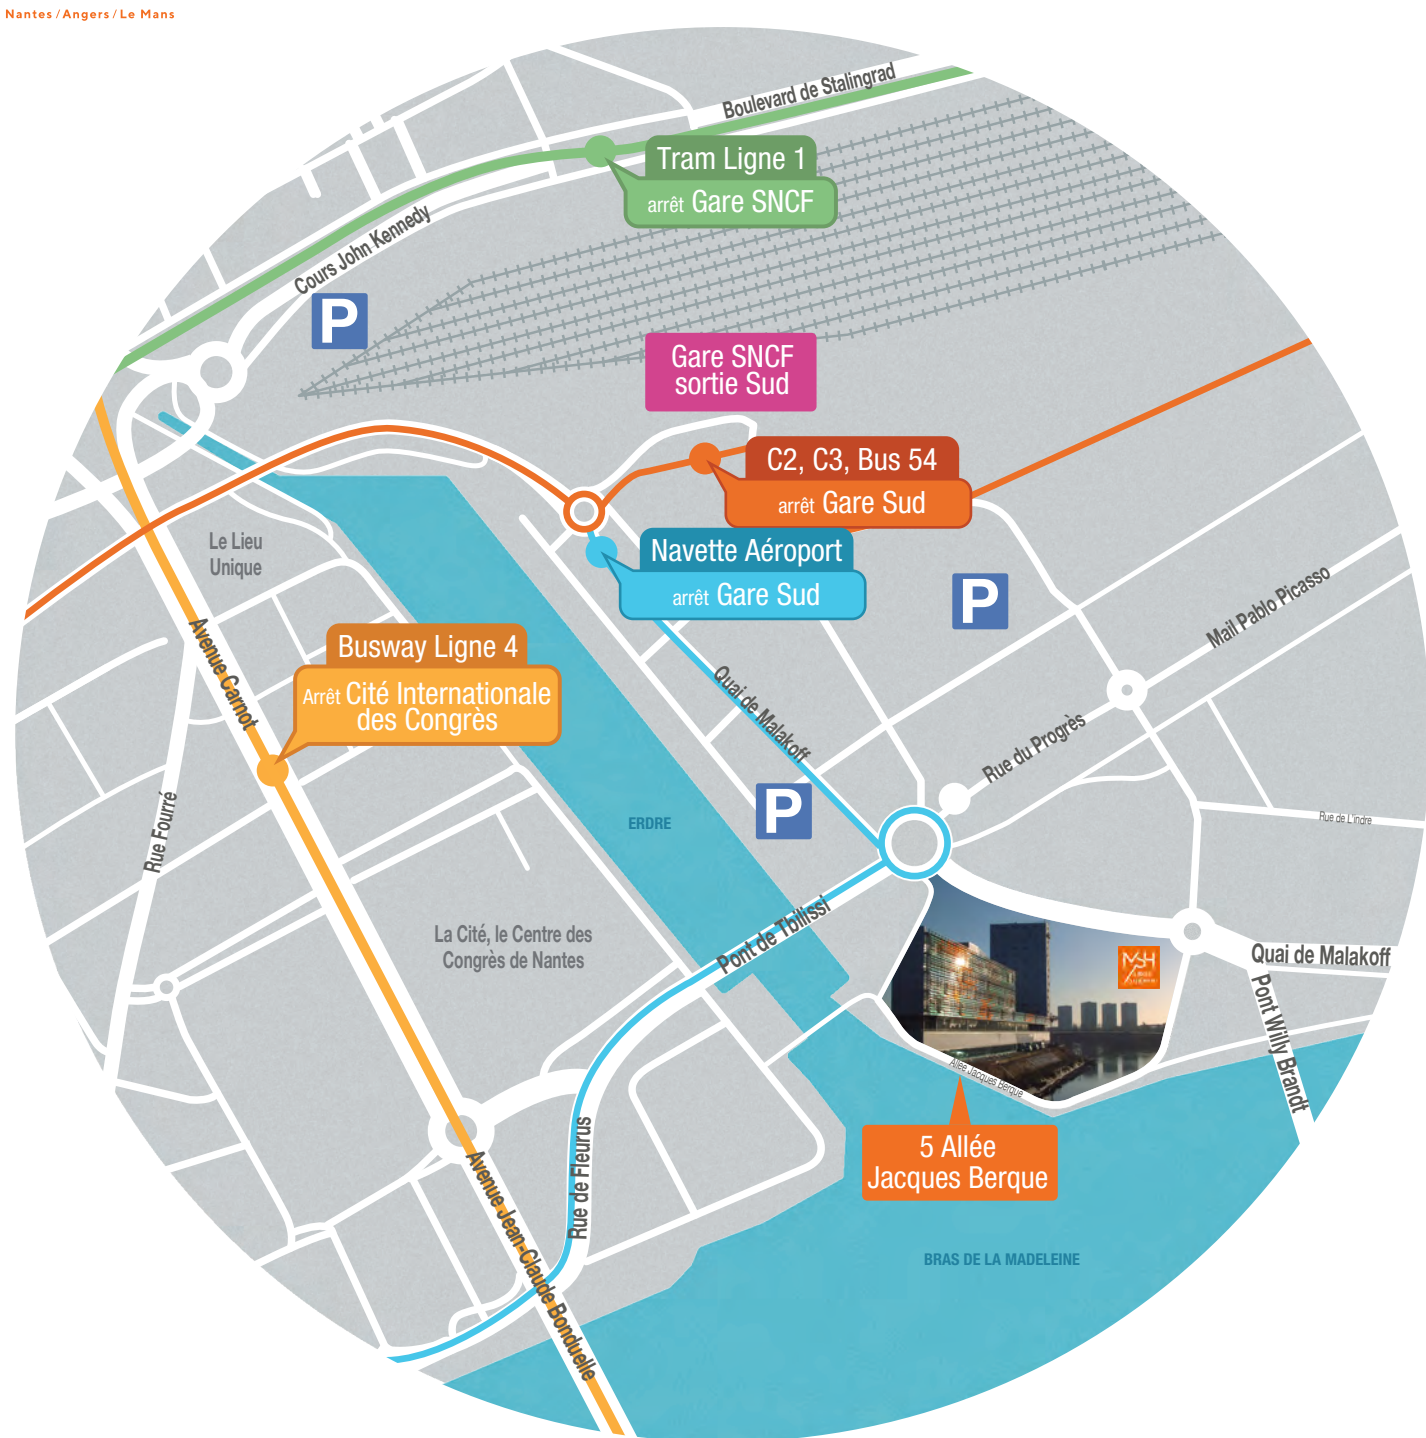 Nantes / Angers / Le Mans
Boulevard de Stalingrad
Tram Ligne 1
arrêt Gare SNCF
Cours John Kennedy
P
Gare SNCF
sortie Sud
C2, C3, Bus 54
arrêt Gare Sud
Le Lieu
Unique
Navette Aéroport
arrêt Gare Sud
P
Mail Pablo Picasso
Avenue Carnot
Busway Ligne 4
Arrêt Cité Internationale
des Congrès
Quai de Malakoff
Rue du Progrès
Rue Fourré
P
ERDRE
Rue de L'indre
La Cité, le Centre des
Congrès de Nantes
Pont de Tbilissi
MSH
Quai de Malakoff
Pont Willy Brandt
Allée Jacques Berque
5 Allée
Jacques Berque
Rue de Fleurus
Avenue Jean-Claude Bonduelle
BRAS DE LA MADELEINE